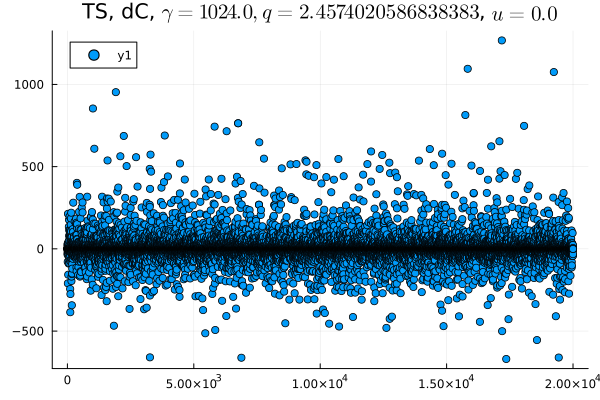 TS, dC, γ = 1024.0, q = 2.4574020586838383, u = 0.0
y1
1000
500
0
−500
0 5.00×10³ 1.00×10⁴ 1.50×10⁴ 2.00×10⁴